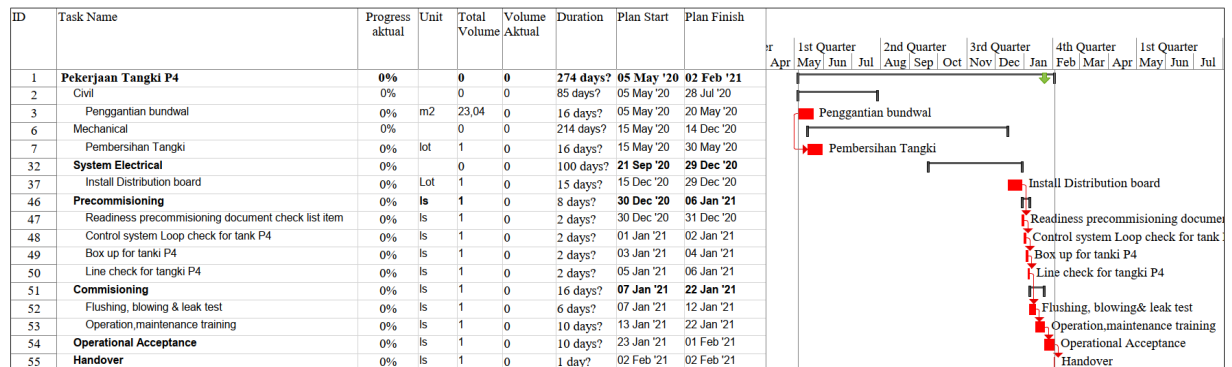 ID Task Name Progress aktual Unit Total Volume Volume Aktual Duration Plan Start Plan Finish
er 1st Quarter 2nd Quarter 3rd Quarter 4th Quarter 1st Quarter
Apr May Jun Jul Aug Sep Oct Nov Dec Jan Feb Mar Apr May Jun Jul
1 Pekerjaan Tangki P4 0% 0 0 274 days? 05 May '20 02 Feb '21
2 Civil 0% 0 0 85 days? 05 May '20 28 Jul '20
3 Penggantian bundwal 0% m2 23,04 0 16 days? 05 May '20 20 May '20 Penggantian bundwal
6 Mechanical 0% 0 0 214 days? 15 May '20 14 Dec '20
7 Pembersihan Tangki 0% lot 1 0 16 days? 15 May '20 30 May '20 Pembersihan Tangki
32 System Electrical 0% 0 0 100 days? 21 Sep '20 29 Dec '20
37 Install Distribution board 0% Lot 1 0 15 days? 15 Dec '20 29 Dec '20 Install Distribution board
46 Precommisioning 0% ls 1 0 8 days? 30 Dec '20 06 Jan '21
47 Readiness precommisioning document check list item 0% ls 1 0 2 days? 30 Dec '20 31 Dec '20 Readiness precommisioning documen
48 Control system Loop check for tank P4 0% ls 1 0 2 days? 01 Jan '21 02 Jan '21 Control system Loop check for tank
49 Box up for tanki P4 0% ls 1 0 2 days? 03 Jan '21 04 Jan '21 Box up for tanki P4
50 Line check for tangki P4 0% ls 1 0 2 days? 05 Jan '21 06 Jan '21 Line check for tangki P4
51 Commisioning 0% ls 1 0 16 days? 07 Jan '21 22 Jan '21
52 Flushing, blowing& leak test 0% ls 1 0 6 days? 07 Jan '21 12 Jan '21 Flushing, blowing& leak test
53 Operation,maintenance training 0% ls 1 0 10 days? 13 Jan '21 22 Jan '21 Operation,maintenance training
54 Operational Acceptance 0% ls 1 0 10 days? 23 Jan '21 01 Feb '21 Operational Acceptance
55 Handover 0% ls 1 0 1 day? 02 Feb '21 02 Feb '21 Handover